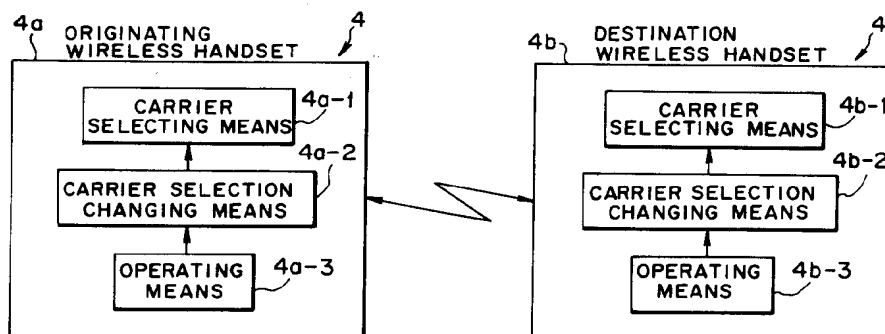 4a ORIGINATING
WIRELESS HANDSET
4
CARRIER
SELECTING MEANS
4a-1
4a-2
CARRIER SELECTION
CHANGING MEANS
OPERATING
MEANS
4a-3
4b DESTINATION
WIRELESS HANDSET
4
CARRIER
SELECTING MEANS
4b-1
4b-2
CARRIER SELECTION
CHANGING MEANS
OPERATING
MEANS
4b-3